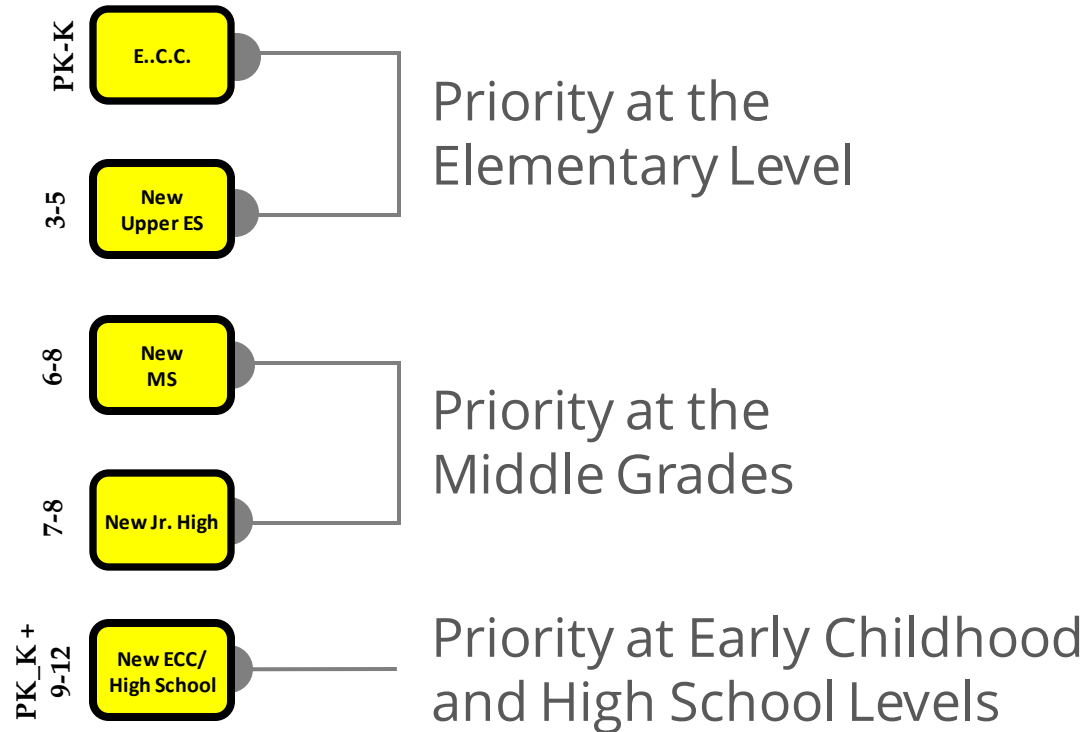 PK-K
E..C.C.
Priority at the
Elementary Level
3-5
New
Upper ES
6-8
New
MS
Priority at the
Middle Grades
7-8
New Jr. High
PK_K +
9-12
New ECC/
High School
Priority at Early Childhood
and High School Levels